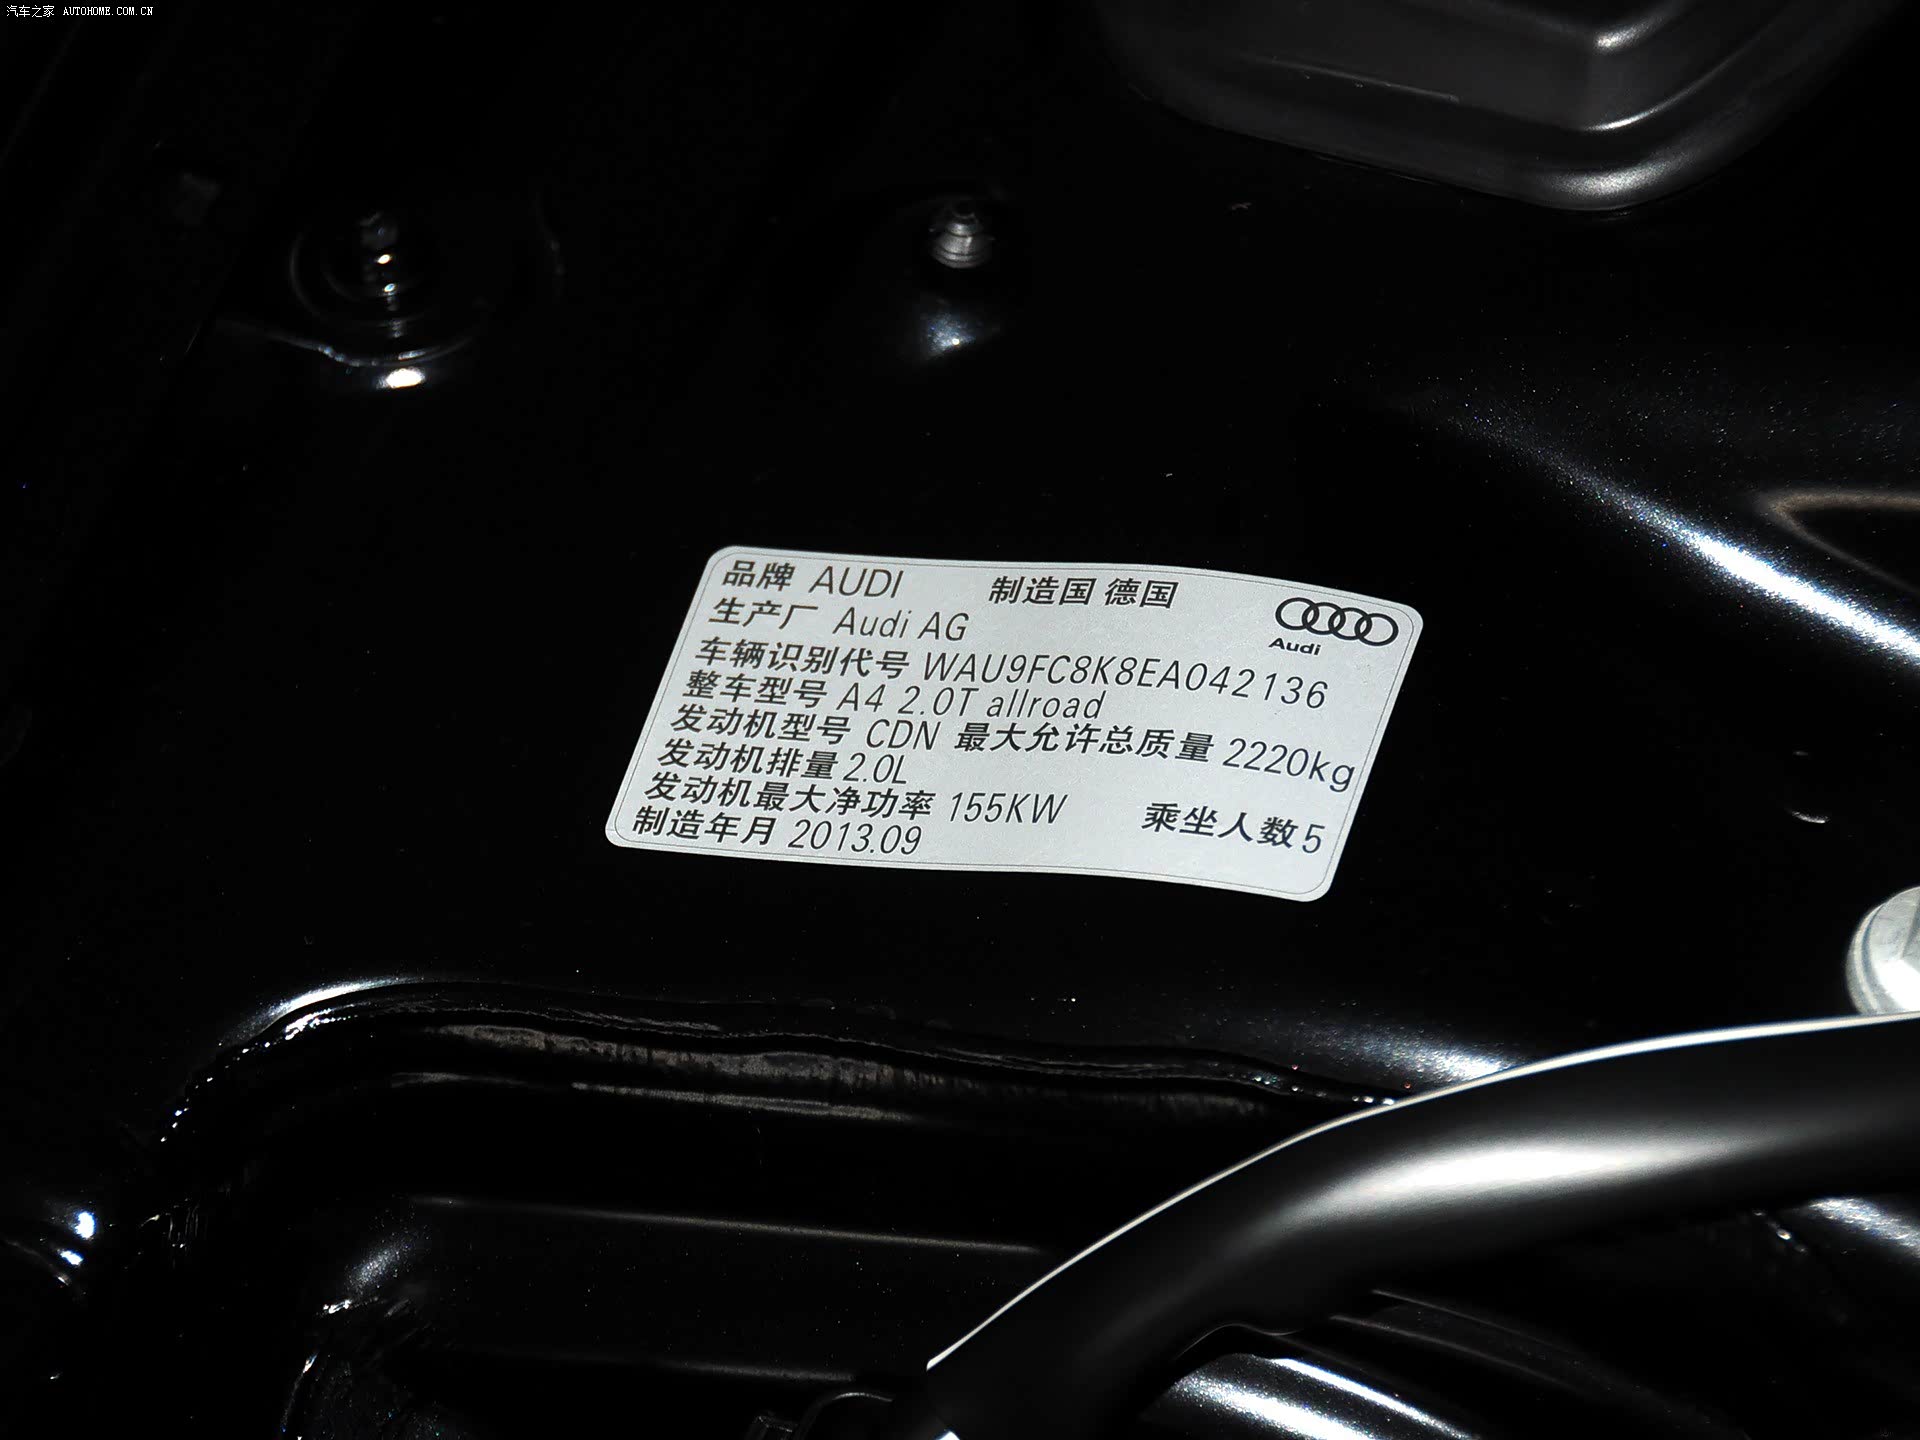 汽车之家 AUTOHOME.COM.CN
品牌 AUDI 制造国 德国
生产厂 Audi AG
Audi
车辆识别代号 WAU9FC8K8EA042136
整车型号 A4 2.0T allroad
发动机型号 CDN 最大允许总质量 2220kg
发动机排量 2.0L
发动机最大净功率 155KW 乘坐人数 5
制造年月 2013.09